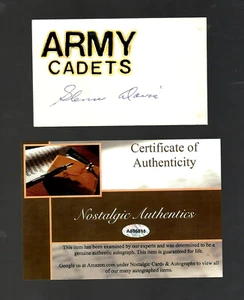 ARMY
CADETS
Glenn Davis
Certificate of
Authenticity
Nostalgic Authentics
This item has been examined by our experts and was determined to be a
genuine authentic autograph. This item is guaranteed for life.
Google us at Amazon.com under Nostalgic Cards & Autographs to view all
of our many autographed items.